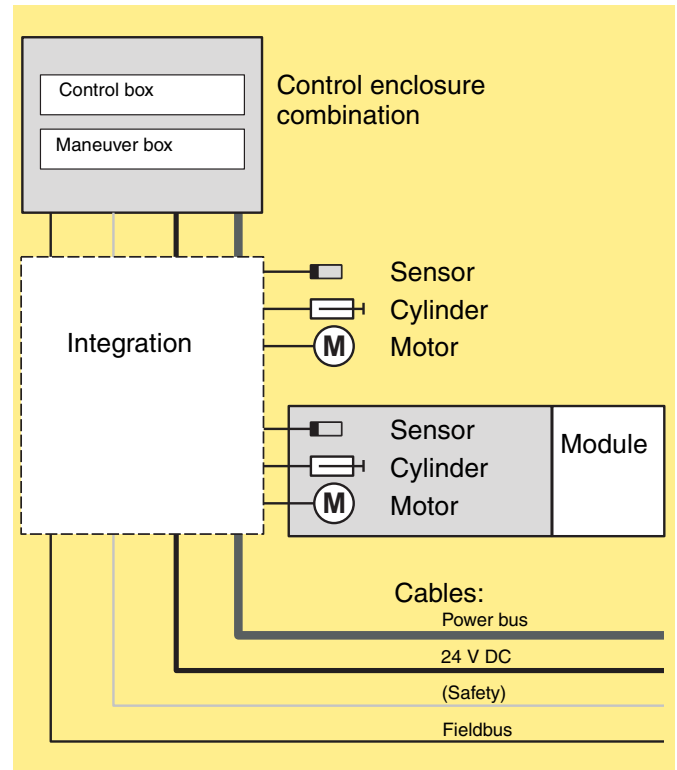 Control box
Maneuver box
Control enclosure
combination
Integration
Sensor
Cylinder
M Motor
Sensor
Cylinder
M Motor
Module
Cables:
Power bus
24 V DC
(Safety)
Fieldbus